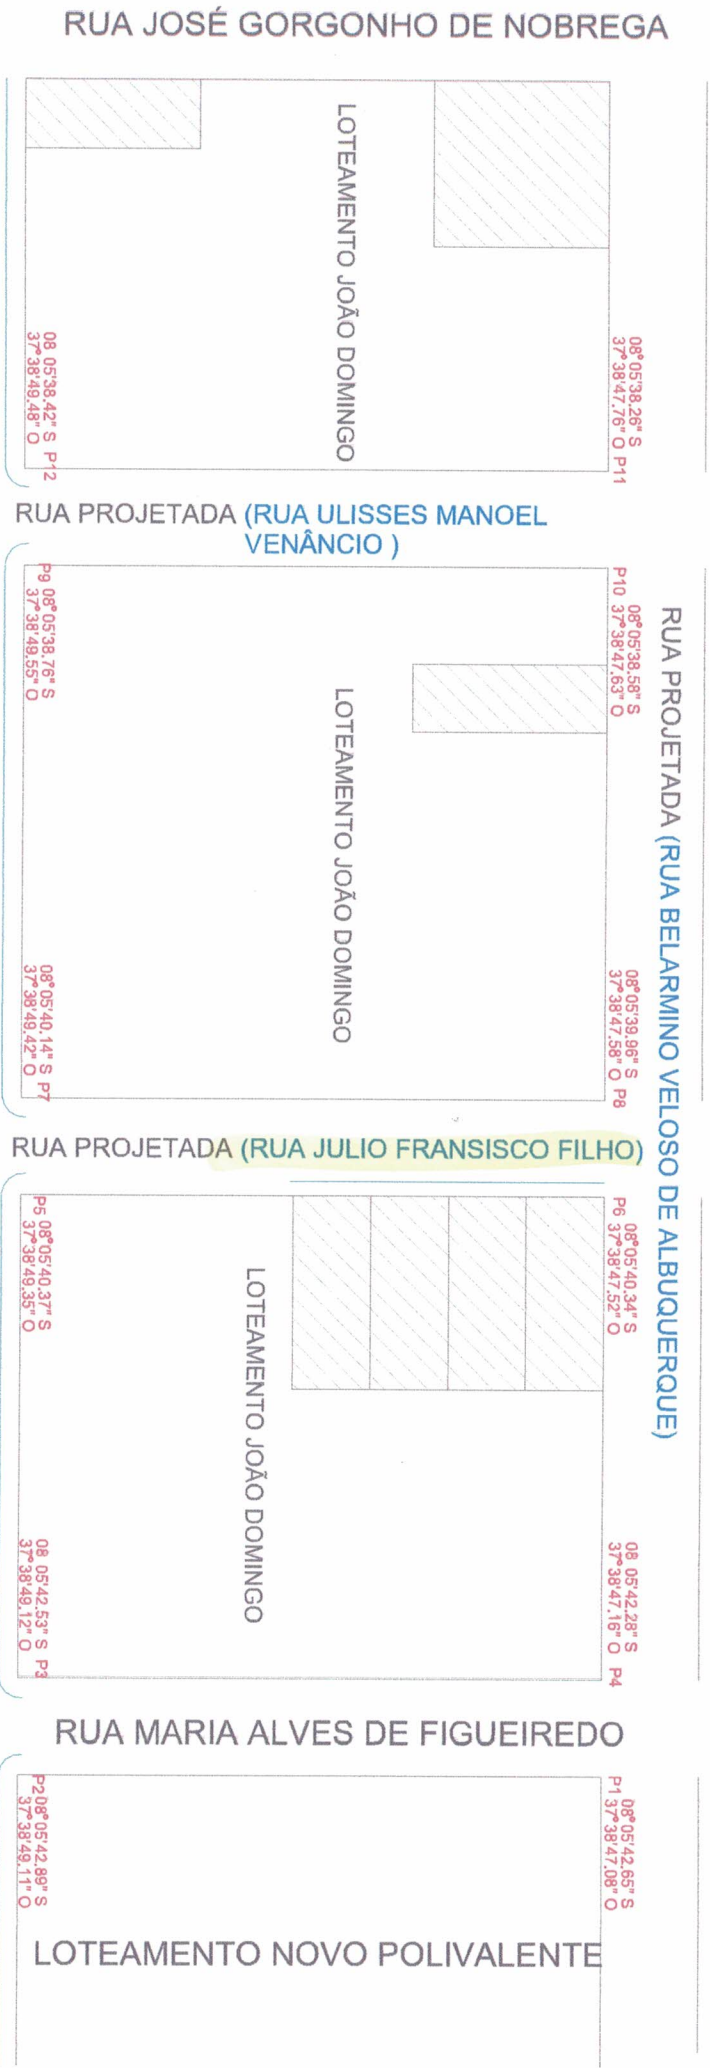 RUA JOSÉ GORGONHO DE NOBREGA
LOTEAMENTO JOÃO DOMINGO
08°05'38.26" S
37°38'47.76" O P11
08 05'38.42" S
37°38'49.48" O P12
RUA PROJETADA (RUA ULISSES MANOEL
VENÂNCIO )
08°05'38.58" S
P10 37°38'47.63" O
P9 08°05'38.76" S
37°38'49.55" O
LOTEAMENTO JOÃO DOMINGO
RUA PROJETADA (RUA BELARMINO VELOSO DE ALBUQUERQUE)
08°05'39.96" S
37°38'47.58" O P8
08°05'40.14" S
37°38'49.42" O P7
RUA PROJETADA (RUA JULIO FRANSISCO FILHO)
08°05'40.34" S
P6 37°38'47.52" O
P5 08°05'40.37" S
37°38'49.35" O
LOTEAMENTO JOÃO DOMINGO
08 05'42.28" S
37°38'47.16" O P4
08 05'42.53" S
37°38'49.12" O P3
RUA MARIA ALVES DE FIGUEIREDO
08°05'42.65" S
P1 37°38'47.08" O
P2 08°05'42.89" S
37°38'49.11" O
LOTEAMENTO NOVO POLIVALENTE